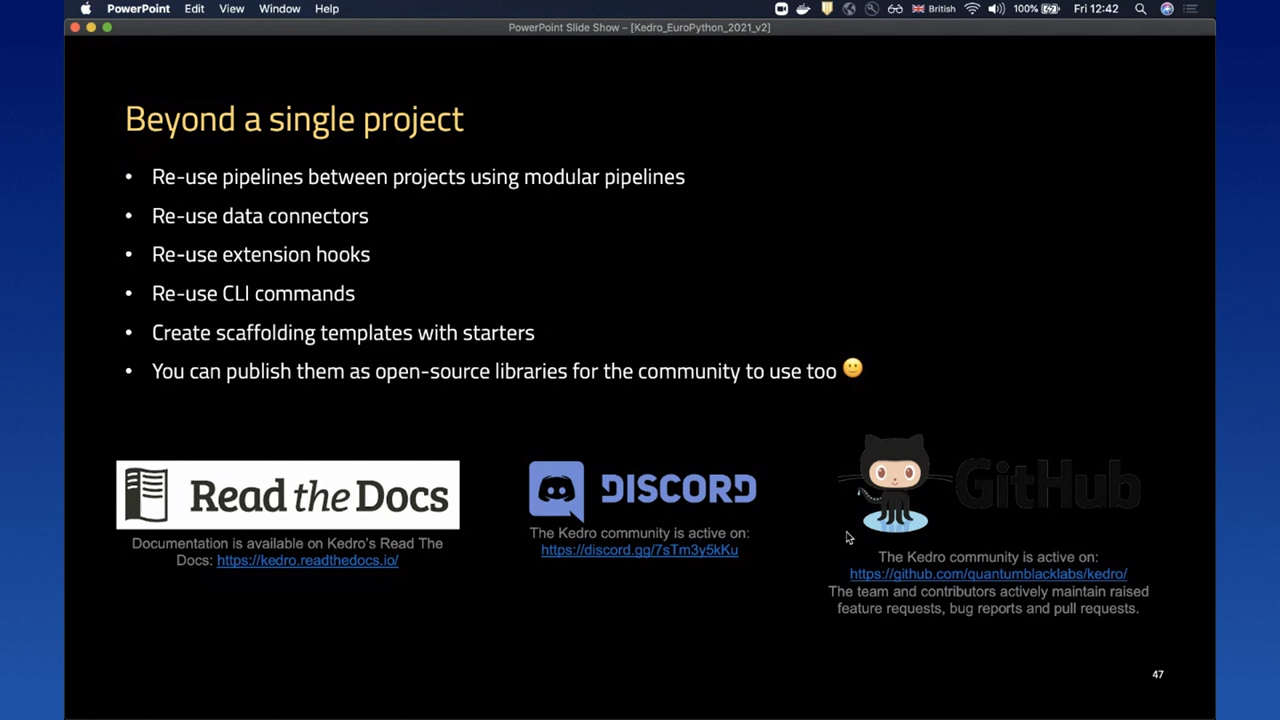 PowerPoint Edit View Window Help British 100% Fri 12:42
PowerPoint Slide Show – [Kedro_EuroPython_2021_v2]
Beyond a single project
• Re-use pipelines between projects using modular pipelines
• Re-use data connectors
• Re-use extension hooks
• Re-use CLI commands
• Create scaffolding templates with starters
• You can publish them as open-source libraries for the community to use too 🙂
Read the Docs
Documentation is available on Kedro's Read The
Docs: https://kedro.readthedocs.io/
DISCORD
The Kedro community is active on:
https://discord.gg/7sTm3y5kKu
GitHub
The Kedro community is active on:
https://github.com/quantumblacklabs/kedro/
The team and contributors actively maintain raised
feature requests, bug reports and pull requests.
47